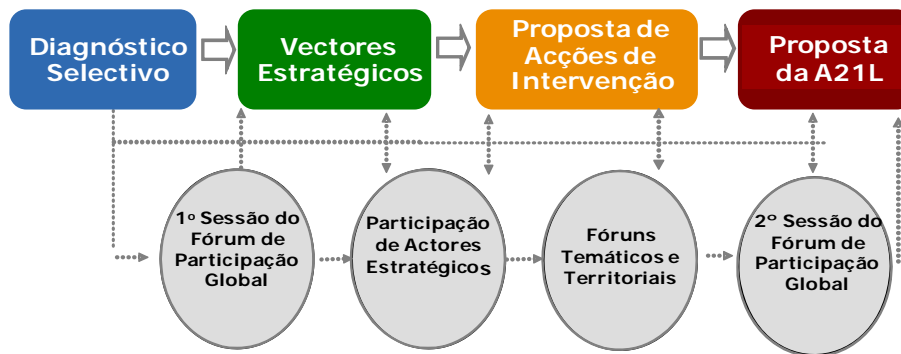 Diagnóstico
Selectivo
Vectores
Estratégicos
Proposta de
Acções de
Intervenção
Proposta
da A21L
1º Sessão do
Fórum de
Participação
Global
Participação
de Actores
Estratégicos
Fóruns
Temáticos e
Territoriais
2º Sessão do
Fórum de
Participação
Global